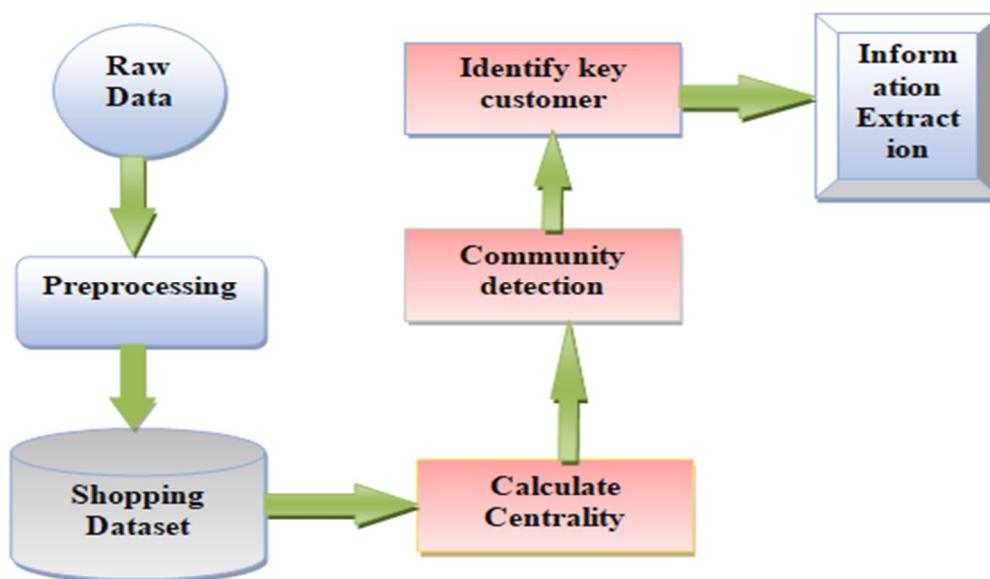 Raw
Data
Preprocessing
Shopping
Dataset
Calculate
Centrality
Community
detection
Identify key
customer
Inform
ation
Extract
ion